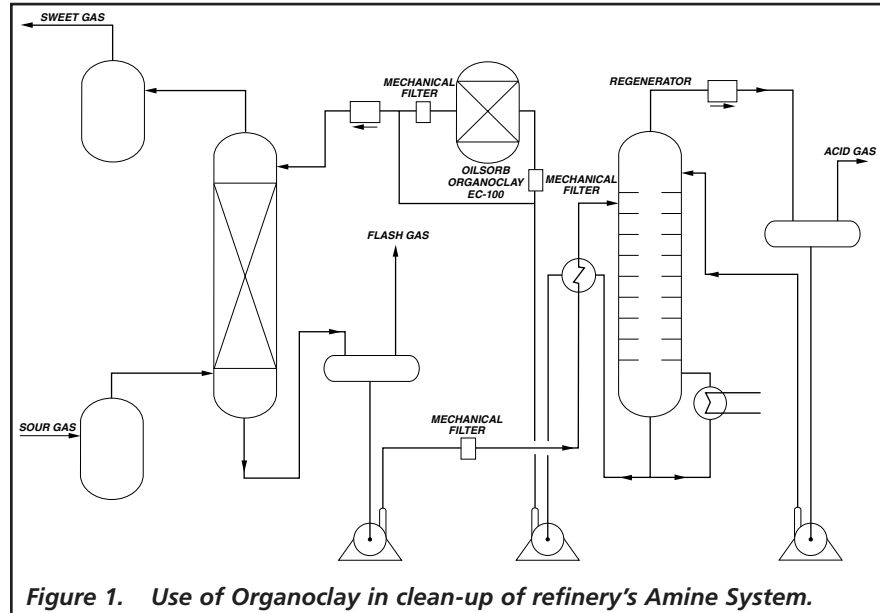 SWEET GAS
MECHANICAL
FILTER
REGENERATOR
ACID GAS
OILSORB
ORGANOCLAY
EC-100
MECHANICAL
FILTER
FLASH GAS
SOUR GAS
MECHANICAL
FILTER
Figure 1. Use of Organoclay in clean-up of refinery's Amine System.